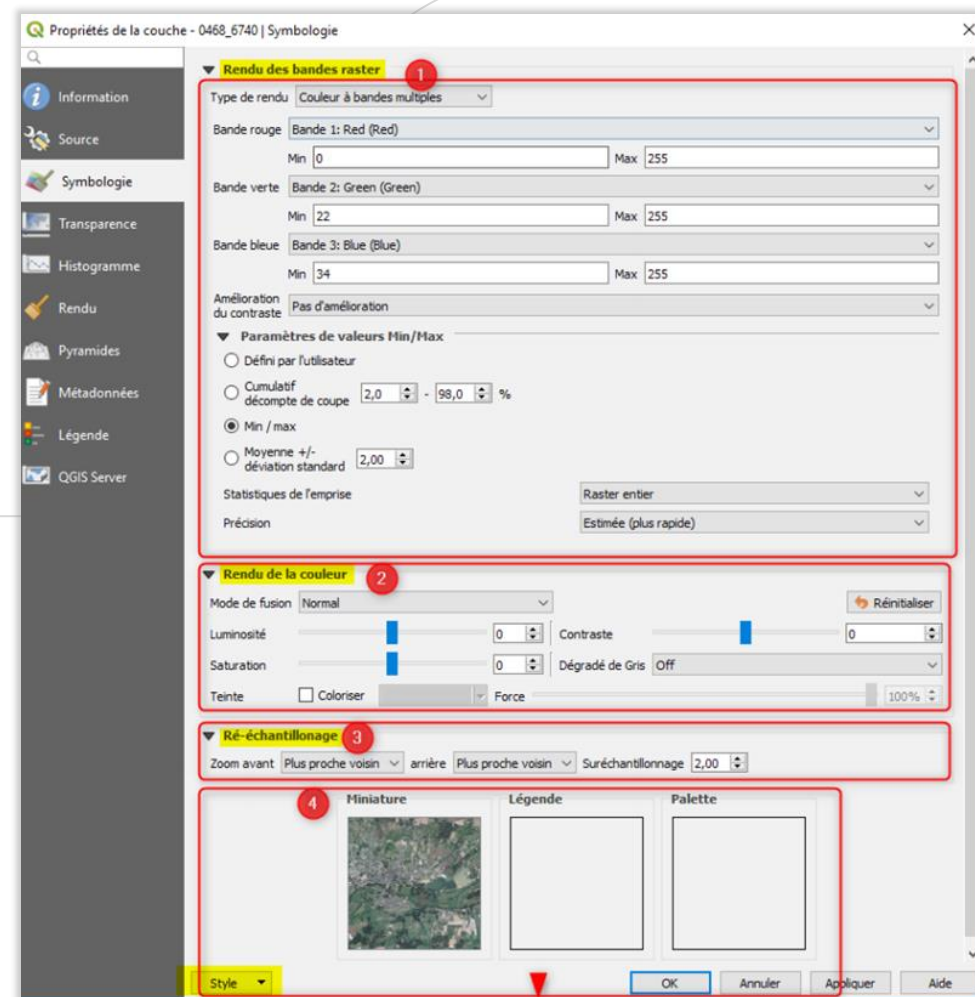 Propriétés de la couche - 0468_6740 | Symbologie
Information
Source
Symbologie
Transparence
Histogramme
Rendu
Pyramides
Métadonnées
Légende
QGIS Server
Rendu des bandes raster 1
Type de rendu Couleur à bandes multiples
Bande rouge Bande 1: Red (Red)
Min 0 Max 255
Bande verte Bande 2: Green (Green)
Min 22 Max 255
Bande bleue Bande 3: Blue (Blue)
Min 34 Max 255
Amélioration
du contraste Pas d'amélioration
Paramètres de valeurs Min/Max
Défini par l'utilisateur
Cumulatif
décompte de coupe 2,0 - 98,0 %
Min / max
Moyenne +/-
déviation standard 2,00
Statistiques de l'emprise Raster entier
Précision Estimée (plus rapide)
Rendu de la couleur 2
Mode de fusion Normal Réinitialiser
Luminosité 0 Contraste 0
Saturation 0 Dégradé de Gris Off
Teinte Coloriser Force 100%
Ré-échantillonage 3
Zoom avant Plus proche voisin arrière Plus proche voisin Suréchantillonnage 2,00
4 Miniature Légende Palette
Style OK Annuler Appliquer Aide